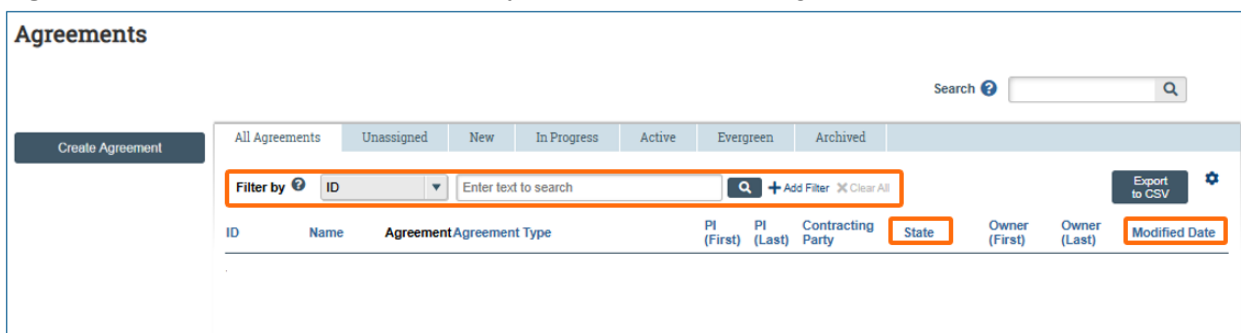 Agreements
Search
Create Agreement
All Agreements Unassigned New In Progress Active Evergreen Archived
Filter by ID Enter text to search Add Filter Clear All
Export to CSV
ID Name Agreement Agreement Type PI (First) PI (Last) Contracting Party State Owner (First) Owner (Last) Modified Date